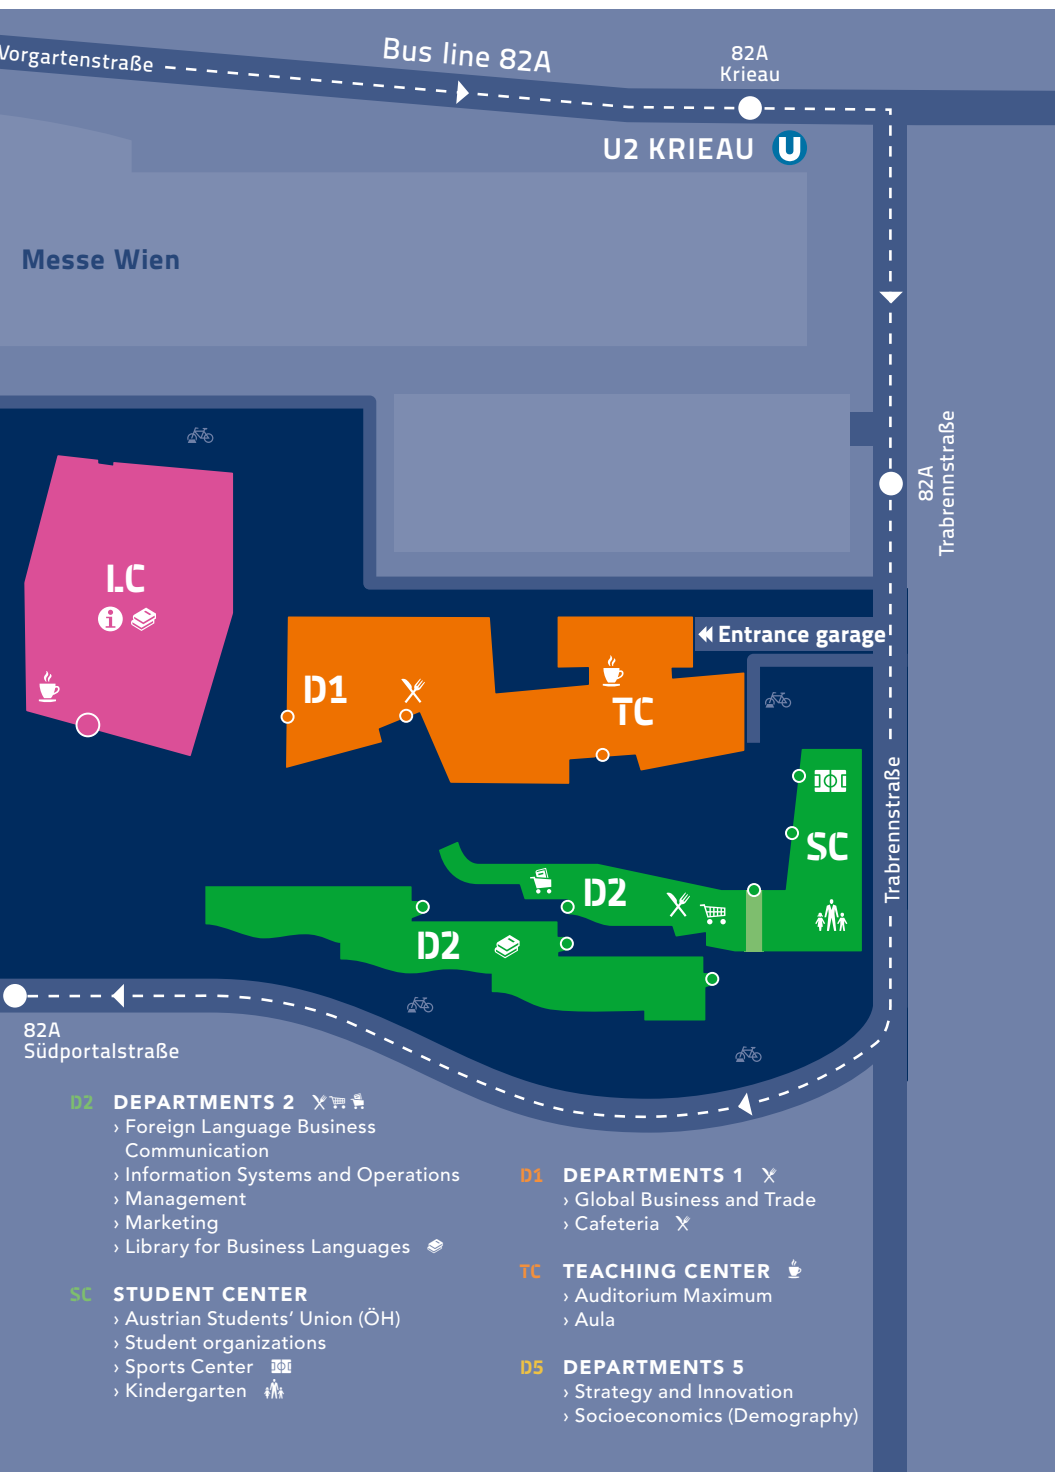 Vorgartenstraße
Bus line 82A
82A
Krieau
U2 KRIEAU U
Messe Wien
82A
Trabrennstraße
LC
i
Entrance garage
D1
TC
Trabrennstraße
SC
D2
D2
82A
Südportalstraße
D2 DEPARTMENTS 2
› Foreign Language Business
Communication
› Information Systems and Operations
› Management
› Marketing
› Library for Business Languages
SC STUDENT CENTER
› Austrian Students’ Union (ÖH)
› Student organizations
› Sports Center
› Kindergarten
D1 DEPARTMENTS 1
› Global Business and Trade
› Cafeteria
TC TEACHING CENTER
› Auditorium Maximum
› Aula
D5 DEPARTMENTS 5
› Strategy and Innovation
› Socioeconomics (Demography)